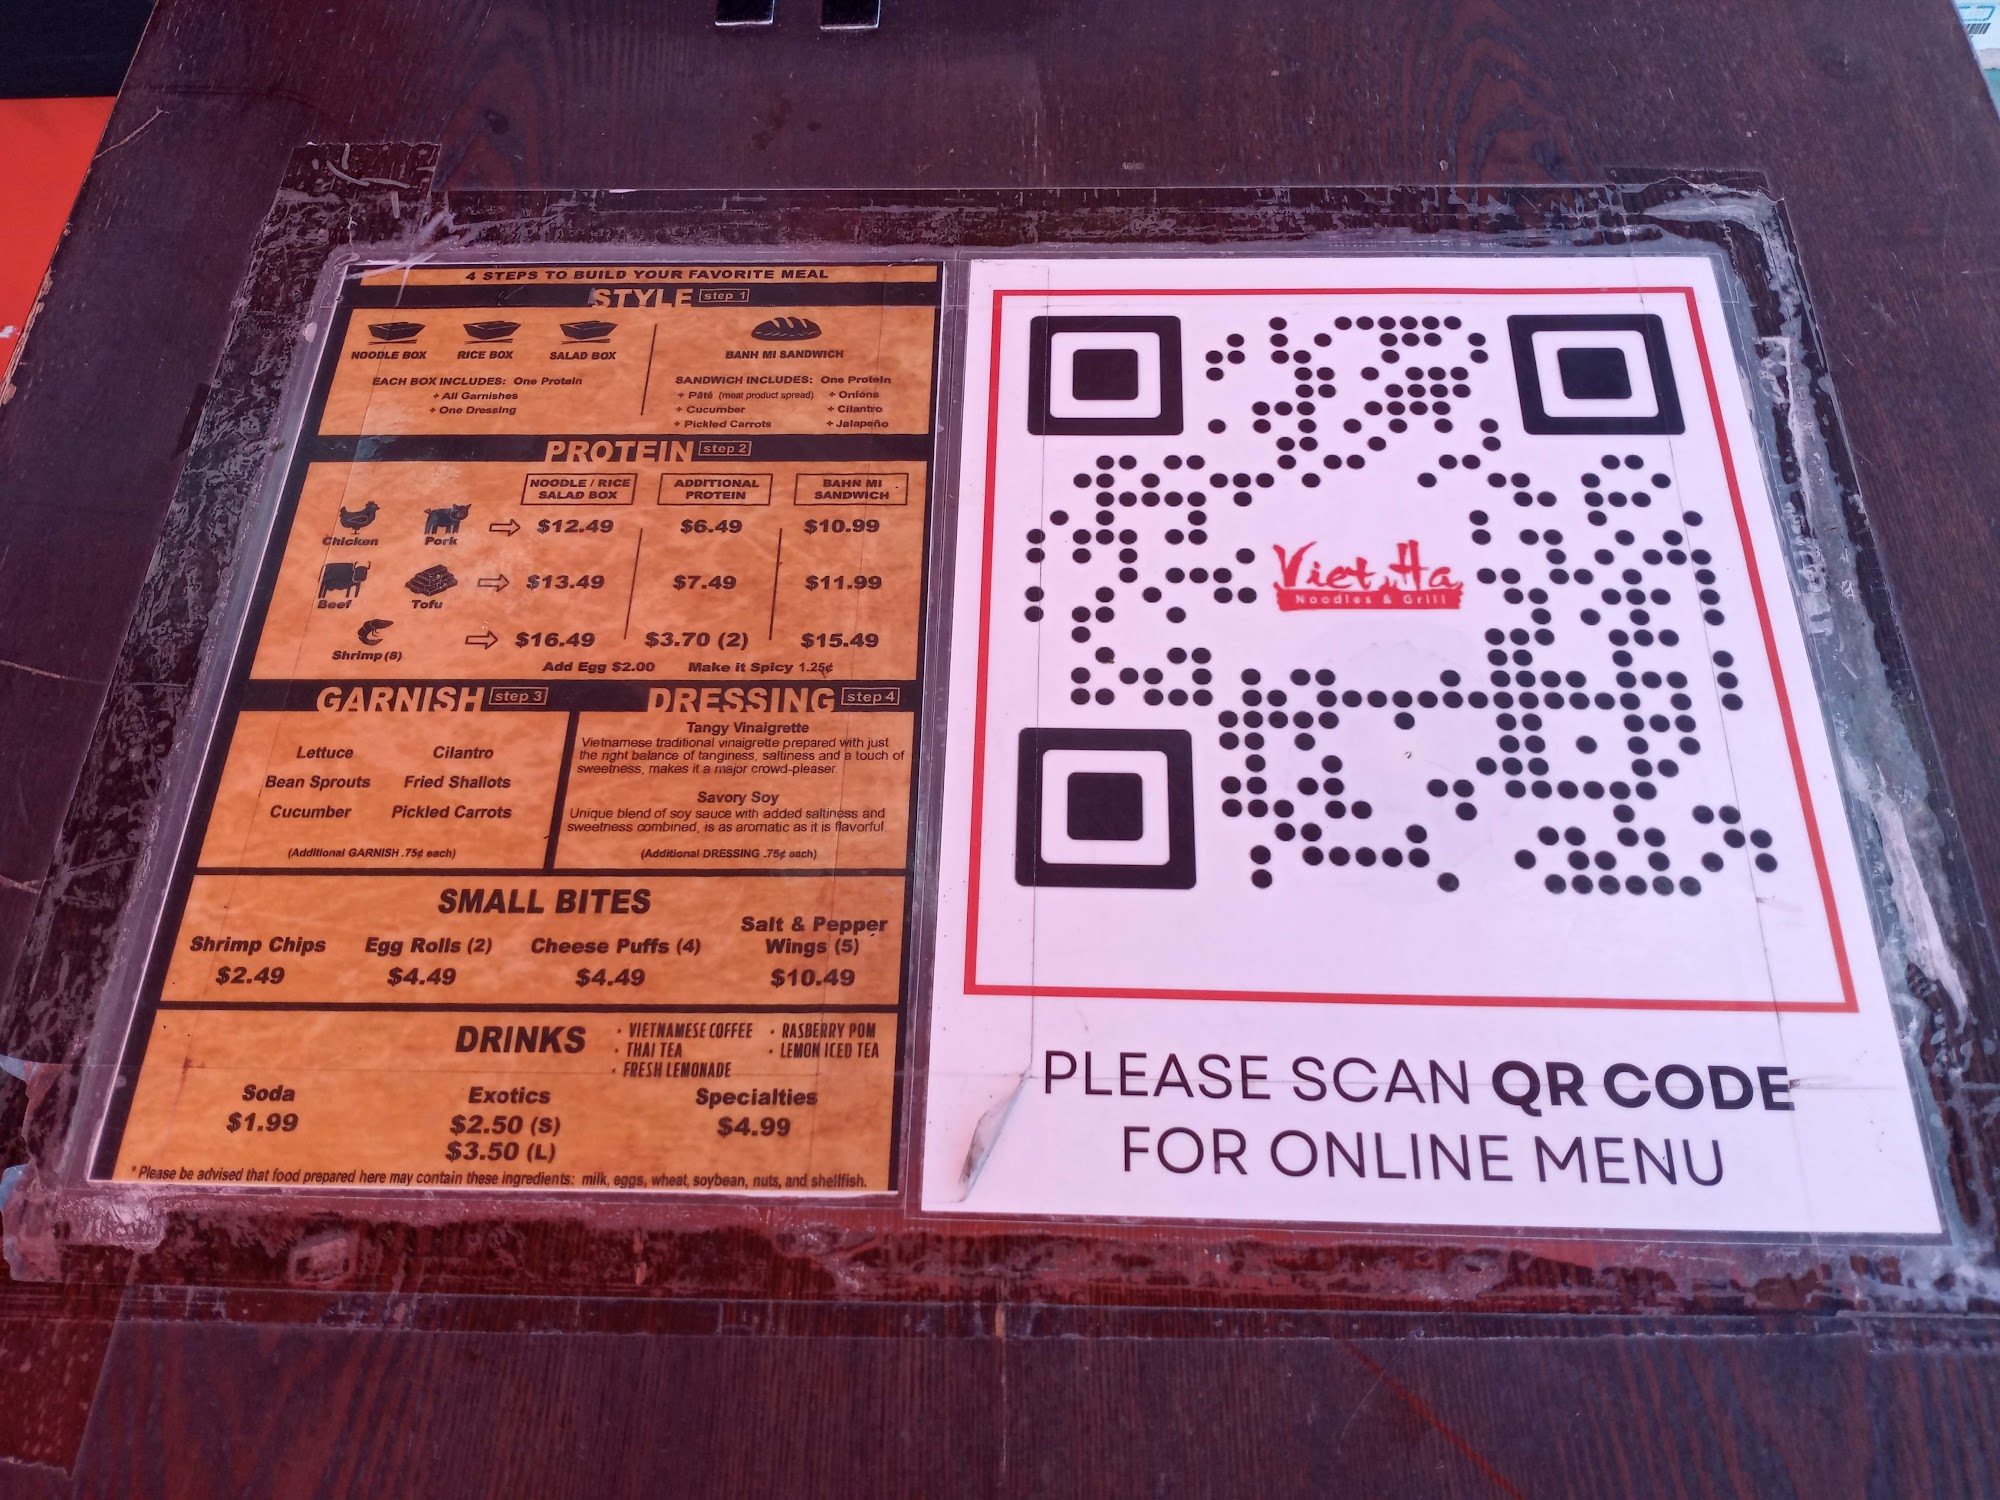 4 STEPS TO BUILD YOUR FAVORITE MEAL
STYLE step 1
NOODLE BOX RICE BOX SALAD BOX
EACH BOX INCLUDES: One Protein
+ All Garnishes
+ One Dressing
BANH MI SANDWICH
SANDWICH INCLUDES: One Protein
+ Pâté (meat product spread) + Onions
+ Cucumber + Cilantro
+ Pickled Carrots + Jalapeño
PROTEIN step 2
NOODLE / RICE
SALAD BOX
ADDITIONAL
PROTEIN
BAHN MI
SANDWICH
Chicken Pork $12.49 $6.49 $10.99
Beef Tofu $13.49 $7.49 $11.99
Shrimp (8) $16.49 $3.70 (2) $15.49
Add Egg $2.00 Make it Spicy 1.25¢
GARNISH step 3
Lettuce Cilantro
Bean Sprouts Fried Shallots
Cucumber Pickled Carrots
(Additional GARNISH .75¢ each)
DRESSING step 4
Tangy Vinaigrette
Vietnamese traditional vinaigrette prepared with just
the right balance of tanginess, saltiness and a touch of
sweetness, makes it a major crowd-pleaser.
Savory Soy
Unique blend of soy sauce with added saltiness and
sweetness combined, is as aromatic as it is flavorful
(Additional DRESSING .75¢ each)
SMALL BITES
Shrimp Chips
$2.49
Egg Rolls (2)
$4.49
Cheese Puffs (4)
$4.49
Salt & Pepper
Wings (5)
$10.49
DRINKS
• VIETNAMESE COFFEE • RASBERRY POM
• THAI TEA • LEMON ICED TEA
• FRESH LEMONADE
Soda
$1.99
Exotics
$2.50 (S)
$3.50 (L)
Specialties
$4.99
* Please be advised that food prepared here may contain these ingredients: milk, eggs, wheat, soybean, nuts, and shellfish.
Viet Ha
Noodles & Grill
PLEASE SCAN QR CODE
FOR ONLINE MENU